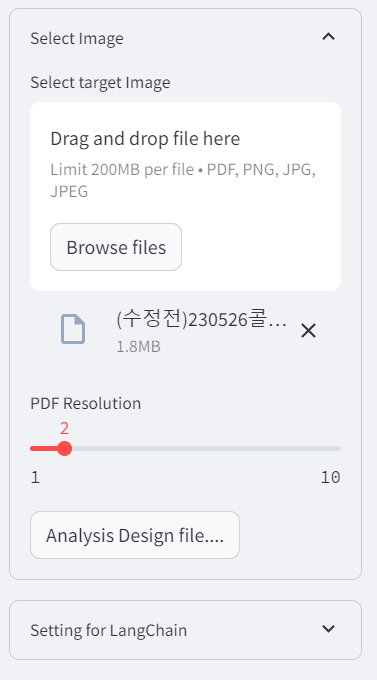 Select Image
Select target Image
Drag and drop file here
Limit 200MB per file • PDF, PNG, JPG,
JPEG
Browse files
(수정전)230526콜...
1.8MB
PDF Resolution
2
1 10
Analysis Design file....
Setting for LangChain